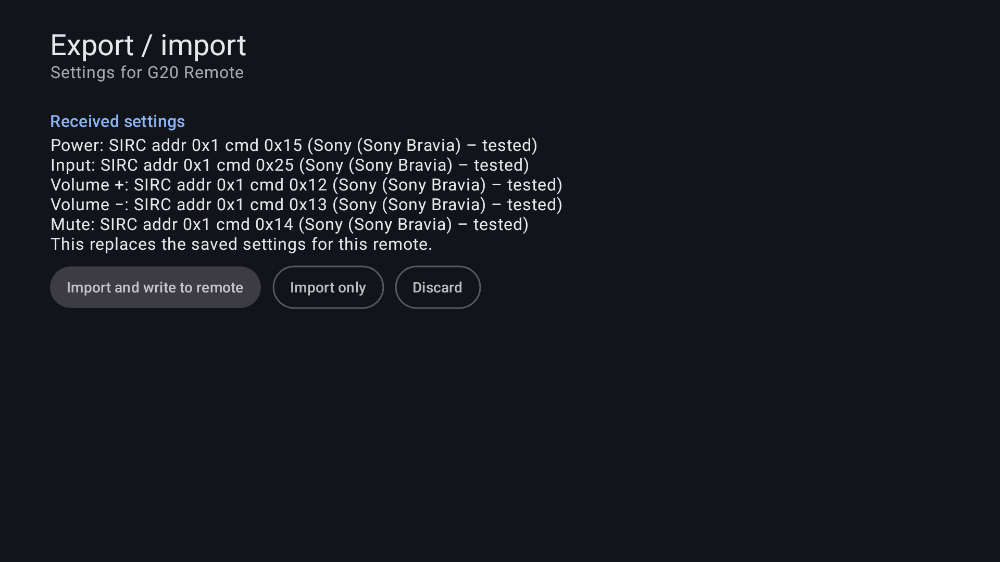 Export / import
Settings for G20 Remote
Received settings
Power: SIRC addr 0x1 cmd 0x15 (Sony (Sony Bravia) – tested)
Input: SIRC addr 0x1 cmd 0x25 (Sony (Sony Bravia) – tested)
Volume +: SIRC addr 0x1 cmd 0x12 (Sony (Sony Bravia) – tested)
Volume −: SIRC addr 0x1 cmd 0x13 (Sony (Sony Bravia) – tested)
Mute: SIRC addr 0x1 cmd 0x14 (Sony (Sony Bravia) – tested)
This replaces the saved settings for this remote.
Import and write to remote Import only Discard